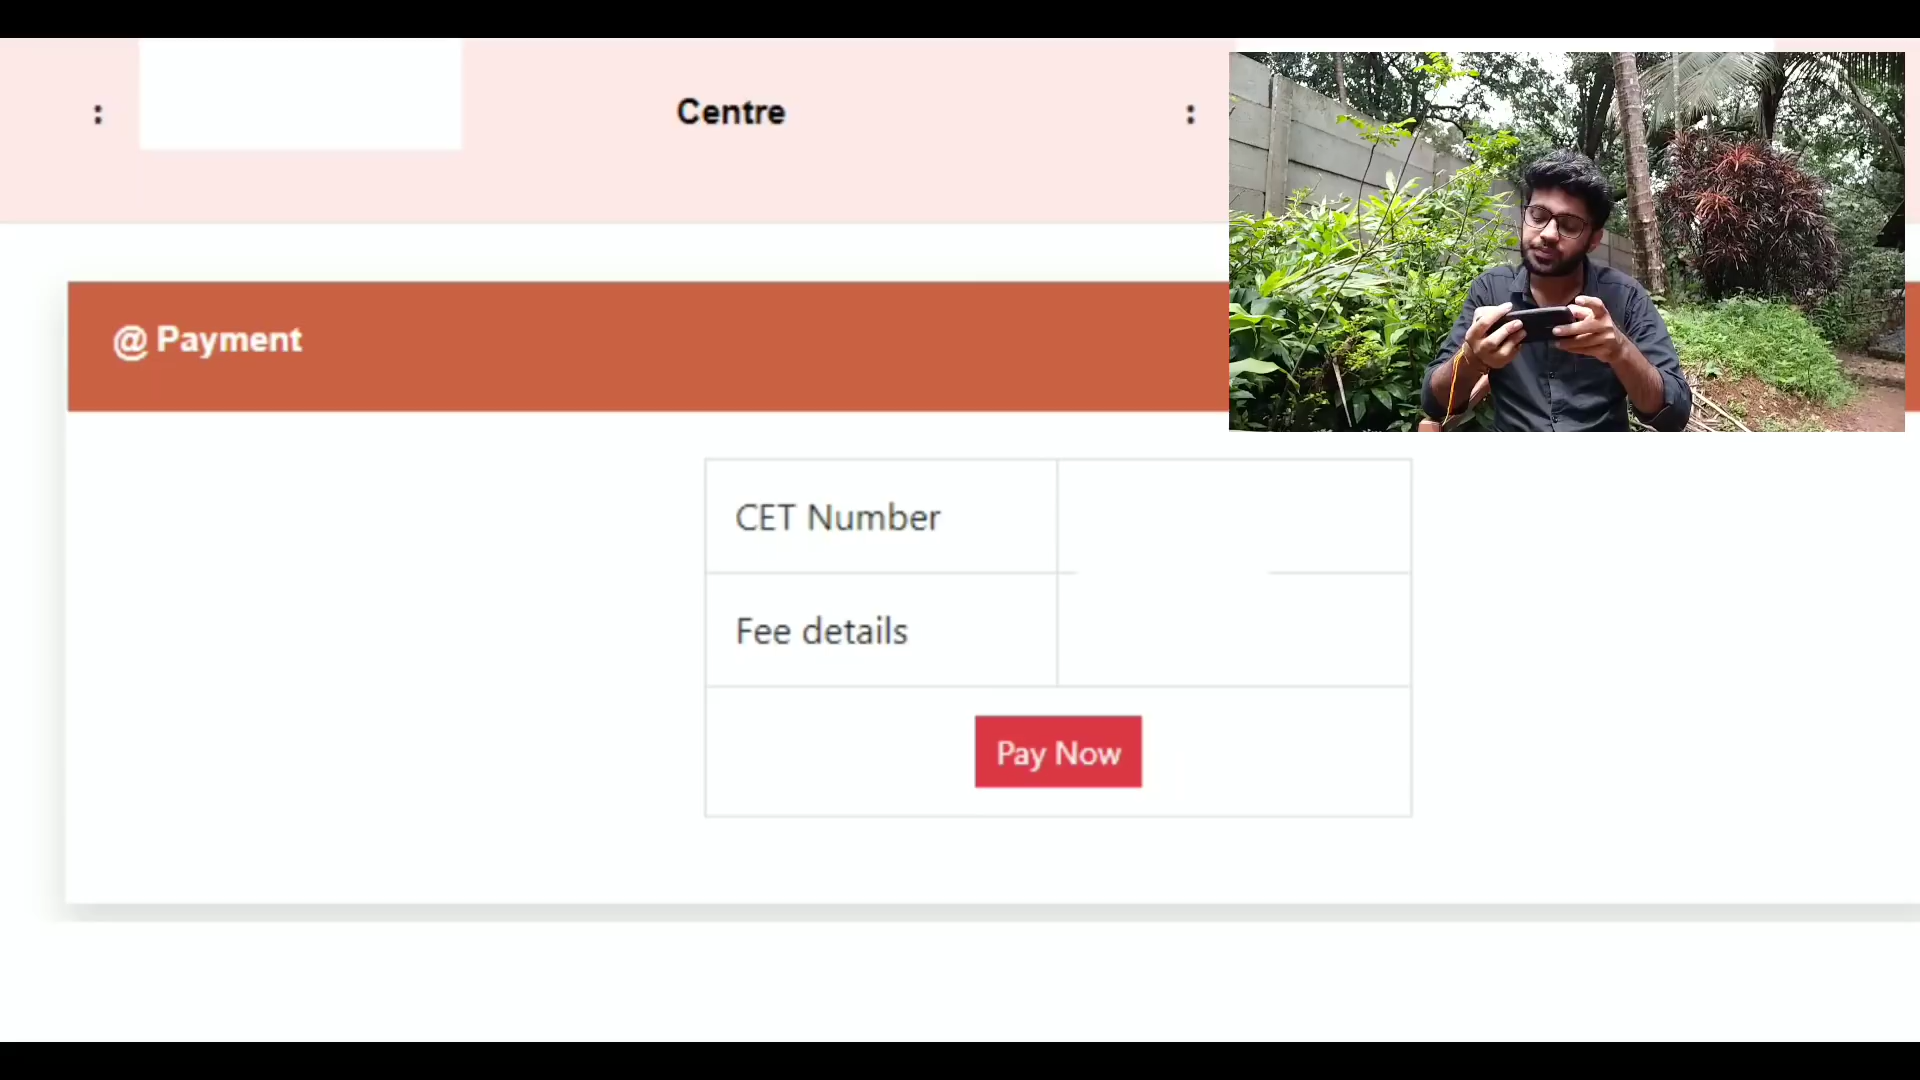 : Centre :
@ Payment
CET Number
Fee details
Pay Now